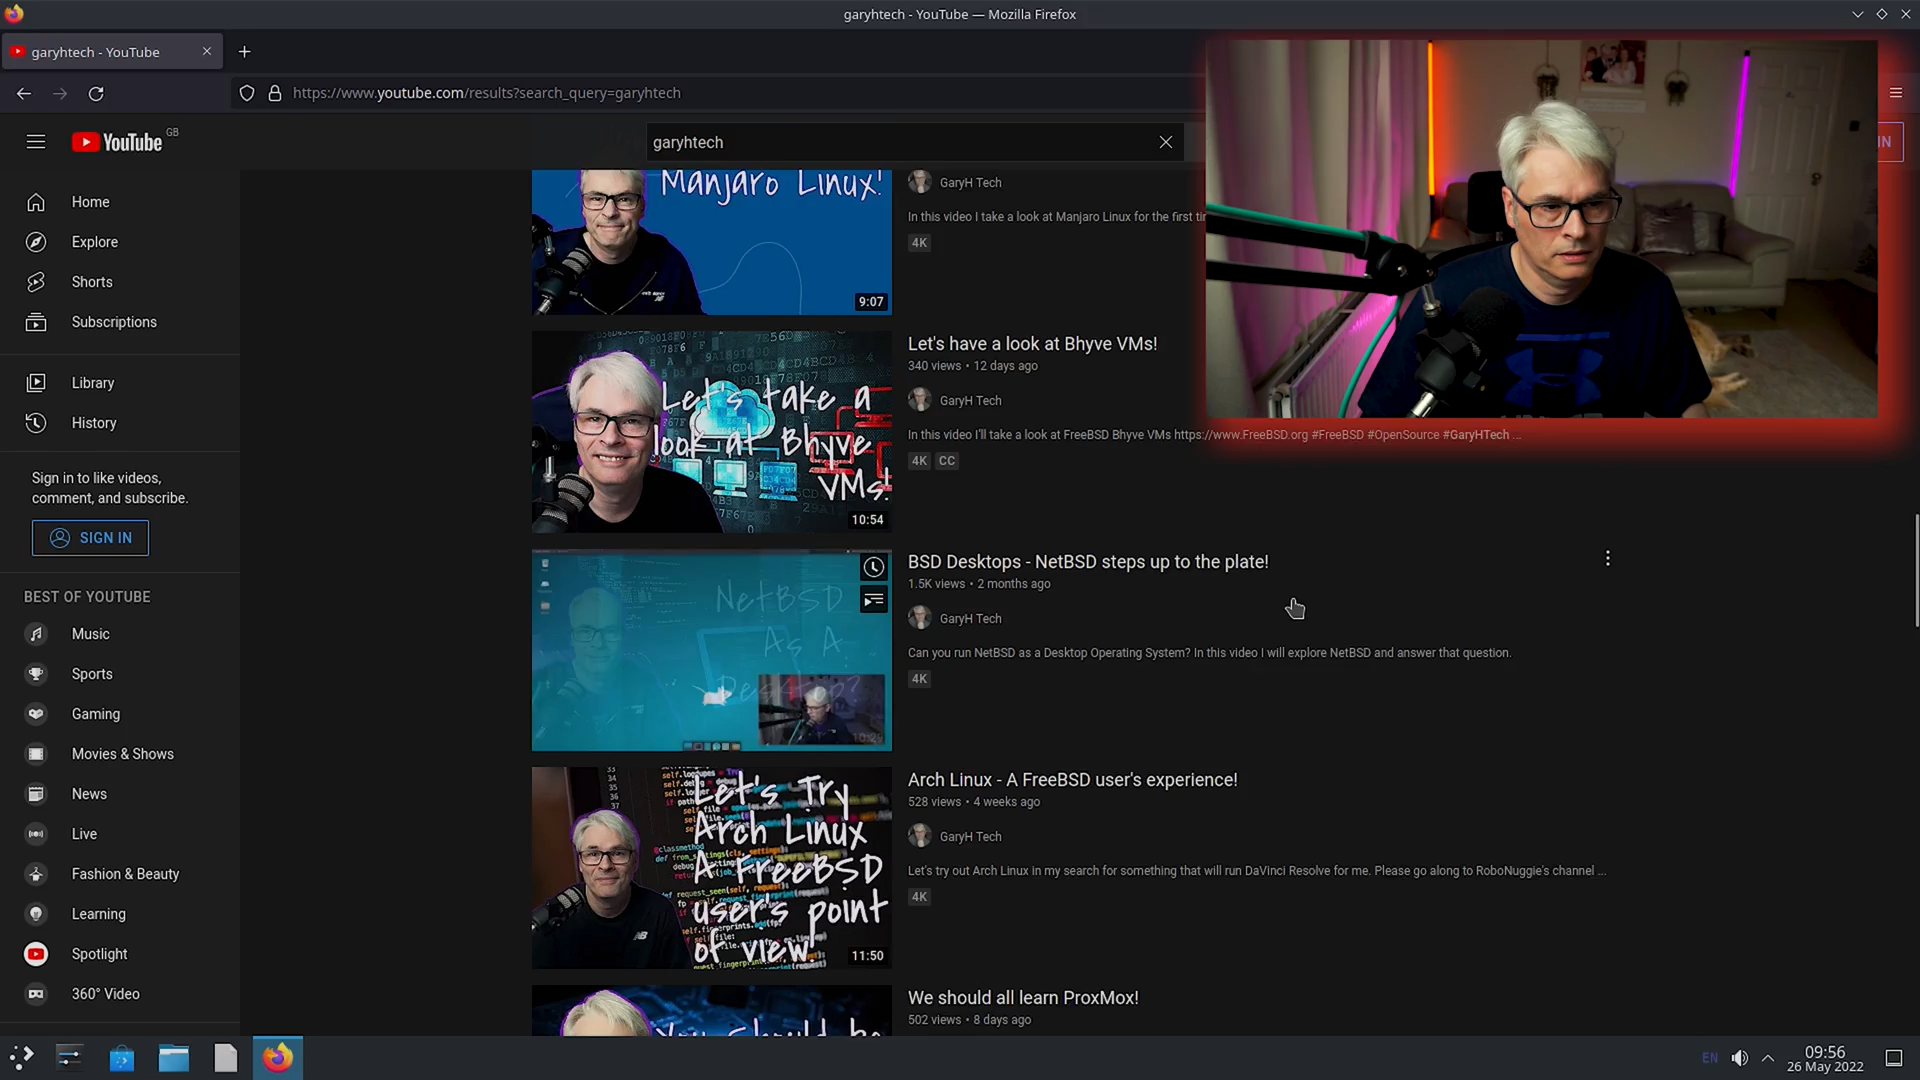 garyhtech - YouTube — Mozilla Firefox
garyhtech - YouTube
https://www.youtube.com/results?search_query=garyhtech
YouTube GB
garyhtech
IN
Home
Explore
Shorts
Subscriptions
Library
History
Sign in to like videos,
comment, and subscribe.
SIGN IN
BEST OF YOUTUBE
Music
Sports
Gaming
Movies & Shows
News
Live
Fashion & Beauty
Learning
Spotlight
360° Video
Manjaro Linux!
9:07
GaryH Tech
In this video I take a look at Manjaro Linux for the first
4K
Let's take a
look at Bhyve
VMs!
10:54
Let's have a look at Bhyve VMs!
340 views • 12 days ago
GaryH Tech
In this video I'll take a look at FreeBSD Bhyve VMs https://www.FreeBSD.org #FreeBSD #OpenSource #GaryHTech ...
4K CC
NetBSD
As A
Desktop?
BSD Desktops - NetBSD steps up to the plate!
1.5K views • 2 months ago
GaryH Tech
Can you run NetBSD as a Desktop Operating System? In this video I will explore NetBSD and answer that question.
4K
Let's Try
Arch Linux
A FreeBSD
user's point
of view!
11:50
Arch Linux - A FreeBSD user's experience!
528 views • 4 weeks ago
GaryH Tech
Let's try out Arch Linux in my search for something that will run DaVinci Resolve for me. Please go along to RoboNuggie's channel ...
4K
You should be
We should all learn ProxMox!
502 views • 8 days ago
EN
09:56
26 May 2022